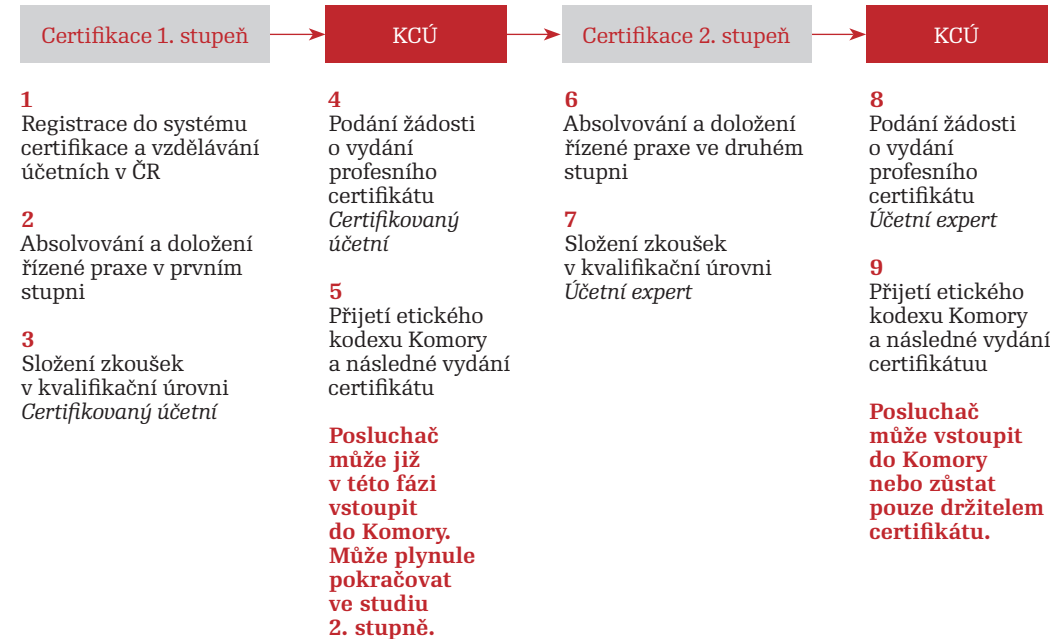 Certifikace 1. stupeň
KCÚ
Certifikace 2. stupeň
KCÚ
1
Registrace do systému
certifikace a vzdělávání
účetních v ČR
2
Absolvování a doložení
řízené praxe v prvním
stupni
3
Složení zkoušek
v kvalifikační úrovni
Certifikovaný účetní
4
Podání žádosti
o vydání
profesního
certifikátu
Certifikovaný
účetní
5
Přijetí etického
kodexu Komory
a následné vydání
certifikátu
Posluchač
může již
v této fázi
vstoupit
do Komory.
Může plynule
pokračovat
ve studiu
2. stupně.
6
Absolvování a doložení
řízené praxe ve druhém
stupni
7
Složení zkoušek
v kvalifikační úrovni
Účetní expert
8
Podání žádosti
o vydání
profesního
certifikátu
Účetní expert
9
Přijetí etického
kodexu Komory
a následné vydání
certifikátuu
Posluchač
může vstoupit
do Komory
nebo zůstat
pouze držitelem
certifikátu.